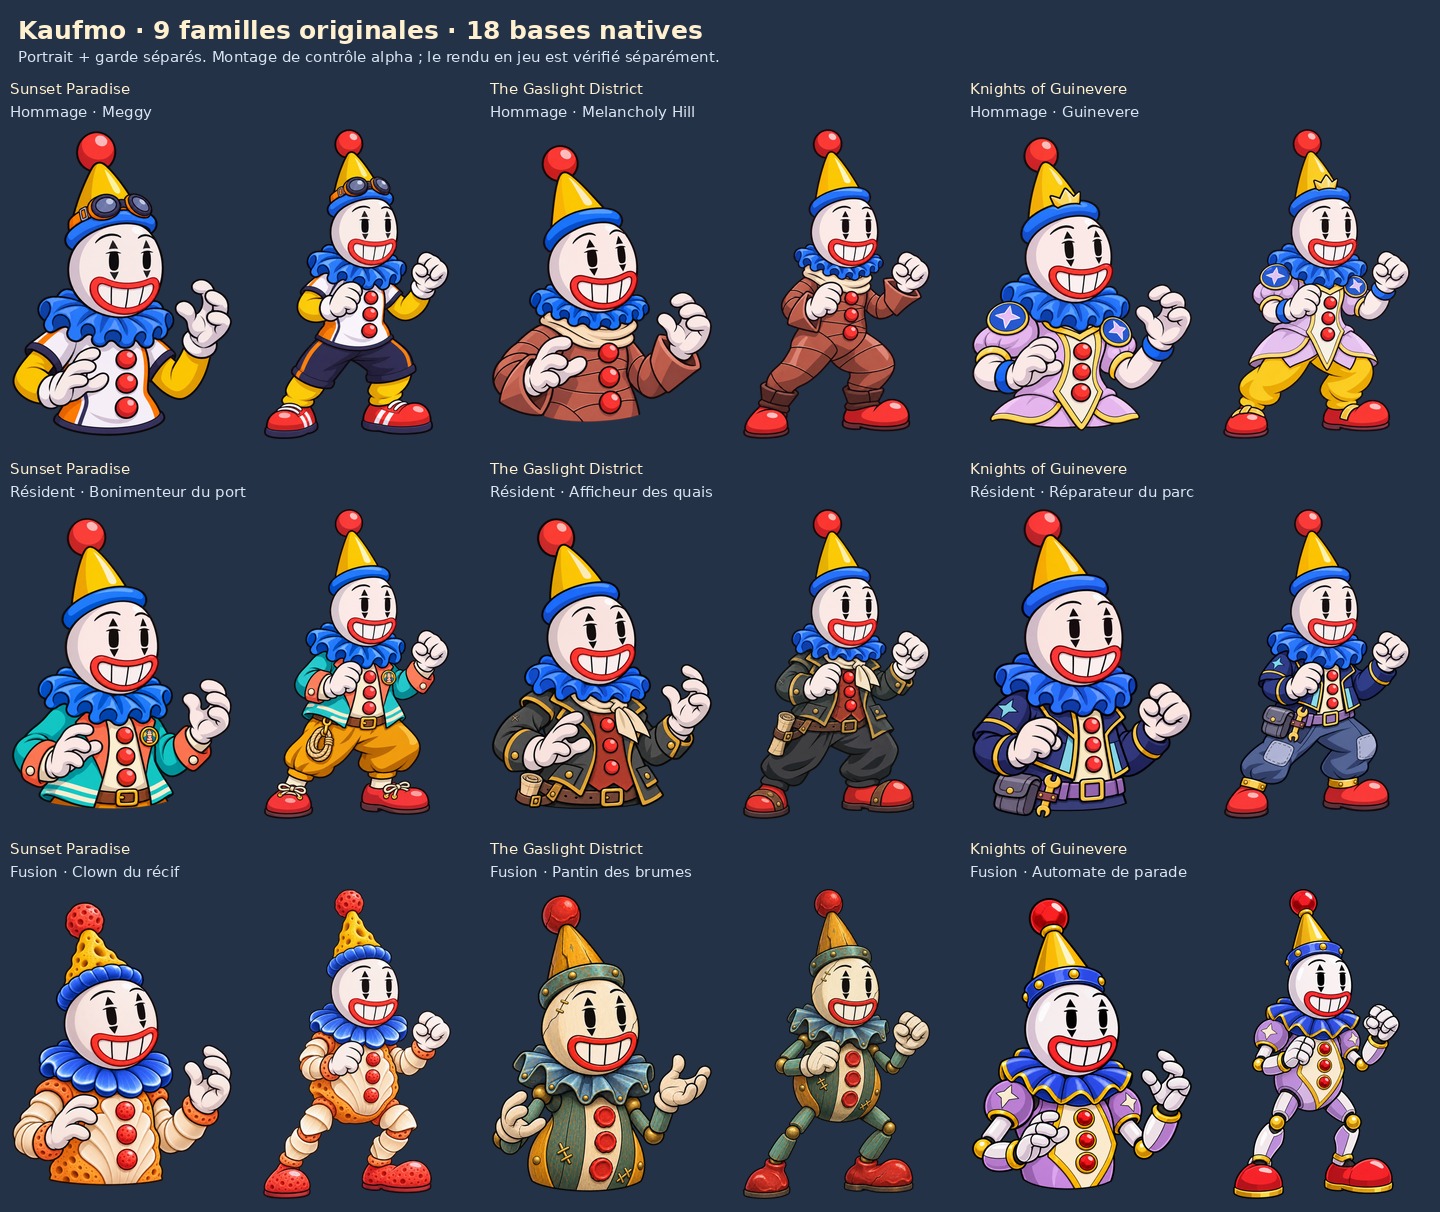 Kaufmo · 9 familles originales · 18 bases natives
Portrait + garde séparés. Montage de contrôle alpha ; le rendu en jeu est vérifié séparément.
Sunset Paradise
Hommage · Meggy
The Gaslight District
Hommage · Melancholy Hill
Knights of Guinevere
Hommage · Guinevere
Sunset Paradise
Résident · Bonimenteur du port
The Gaslight District
Résident · Afficheur des quais
Knights of Guinevere
Résident · Réparateur du parc
Sunset Paradise
Fusion · Clown du récif
The Gaslight District
Fusion · Pantin des brumes
Knights of Guinevere
Fusion · Automate de parade